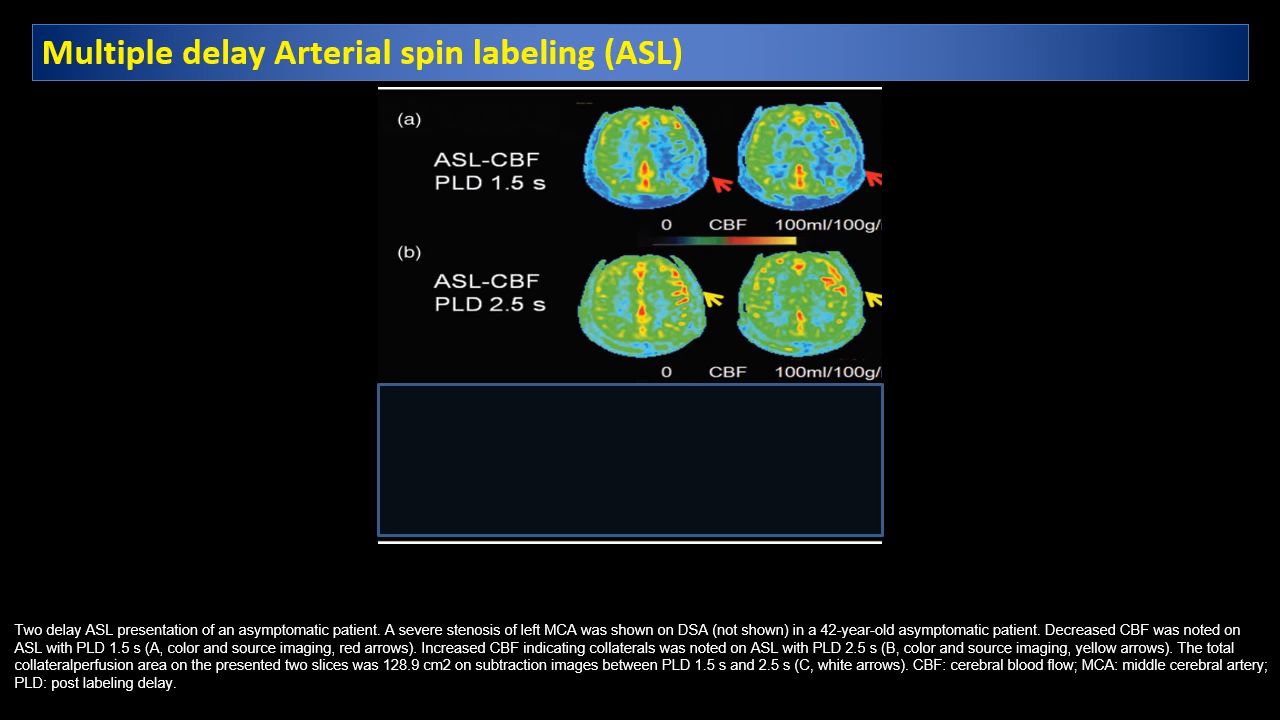 Multiple delay Arterial spin labeling (ASL)
(a)
ASL-CBF
PLD 1.5 s
0 CBF 100ml/100g/
(b)
ASL-CBF
PLD 2.5 s
0 CBF 100ml/100g/
Two delay ASL presentation of an asymptomatic patient. A severe stenosis of left MCA was shown on DSA (not shown) in a 42-year-old asymptomatic patient. Decreased CBF was noted on
ASL with PLD 1.5 s (A, color and source imaging, red arrows). Increased CBF indicating collaterals was noted on ASL with PLD 2.5 s (B, color and source imaging, yellow arrows). The total
collateralperfusion area on the presented two slices was 128.9 cm2 on subtraction images between PLD 1.5 s and 2.5 s (C, white arrows). CBF: cerebral blood flow; MCA: middle cerebral artery;
PLD: post labeling delay.